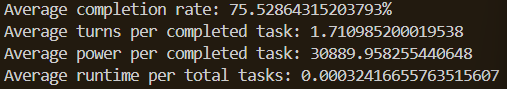 Average completion rate: 75.52864315203793%
Average turns per completed task: 1.710985200019538
Average power per completed task: 30889.958255440648
Average runtime per total tasks: 0.00032416655763515607